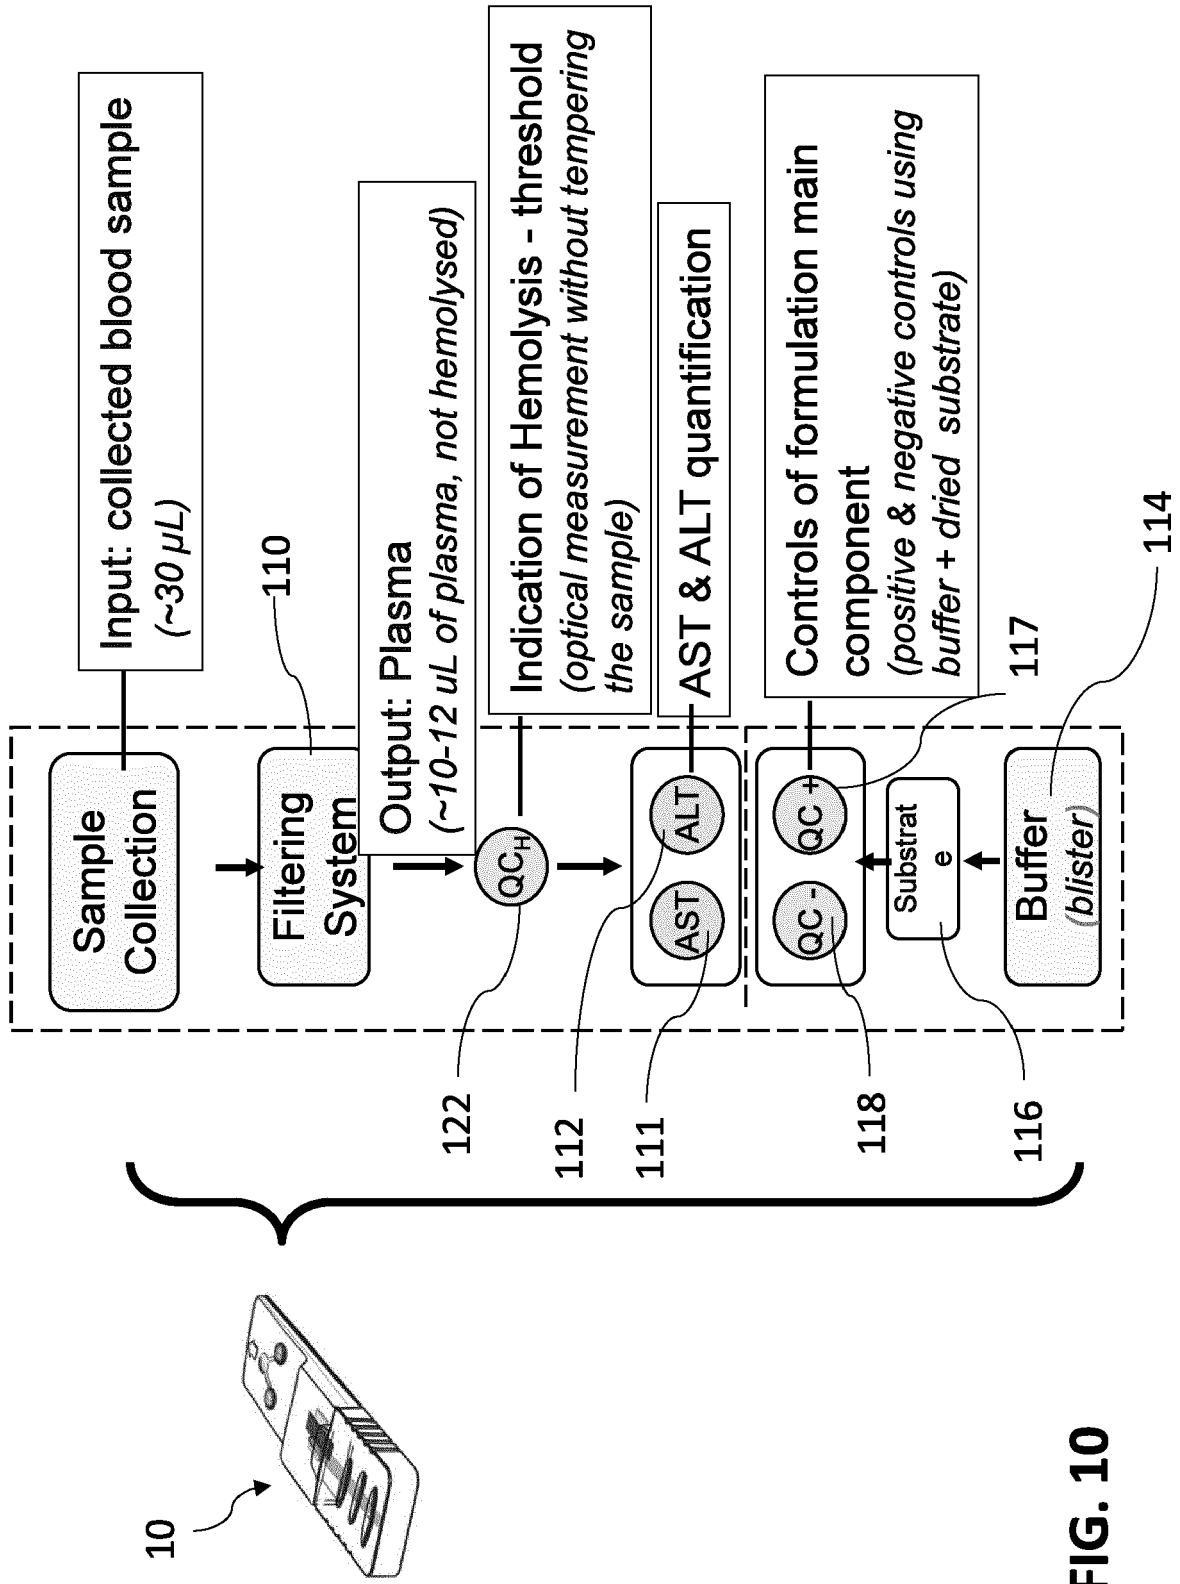 Sample
Collection
Input: collected blood sample
(~30 µL)
Filtering
System
110
Output: Plasma
(~10-12 uL of plasma, not hemolysed)
QCH
122
Indication of Hemolysis - threshold
(optical measurement without tempering
the sample)
AST
ALT
112
111
AST & ALT quantification
QC -
QC +
118
117
Controls of formulation main
component
(positive & negative controls using
buffer + dried substrate)
Substrat
e
116
Buffer
(blister)
114
10
FIG. 10